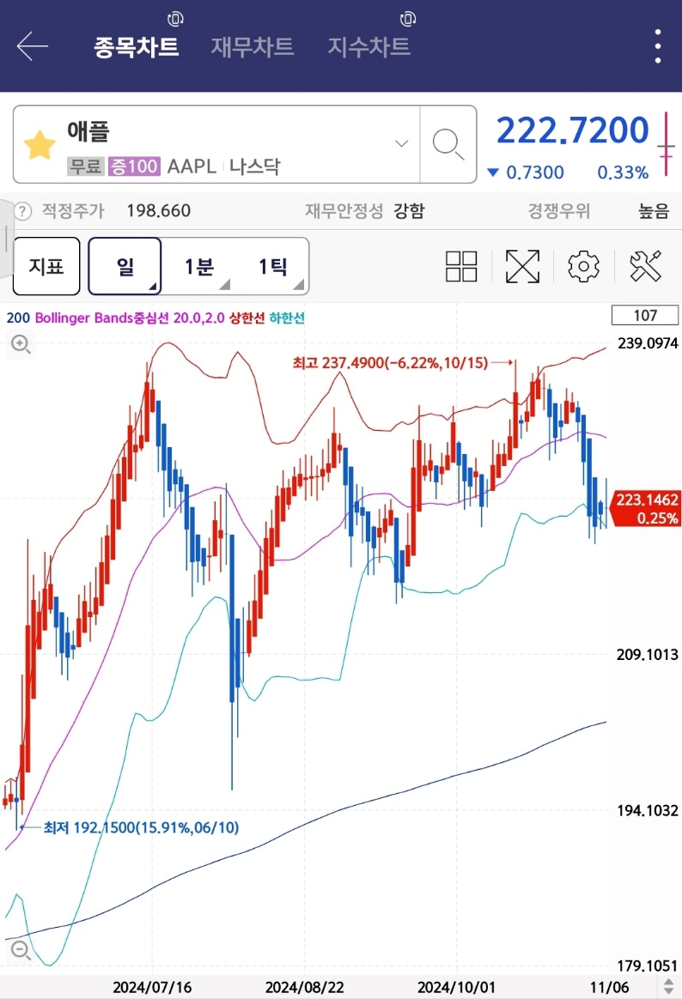 종목차트 재무차트 지수차트
애플
222.7200
무료 증100 AAPL 나스닥
▼ 0.7300 0.33%
? 적정주가 198.660 재무안정성 강함 경쟁우위 높음
지표 일 1분 1틱
200 Bollinger Bands중심선 20.0,2.0 상한선 하한선
107
239.0974
최고 237.4900(-6.22%,10/15)
223.1462
0.25%
209.1013
194.1032
최저 192.1500(15.91%,06/10)
179.1051
2024/07/16 2024/08/22 2024/10/01 11/06